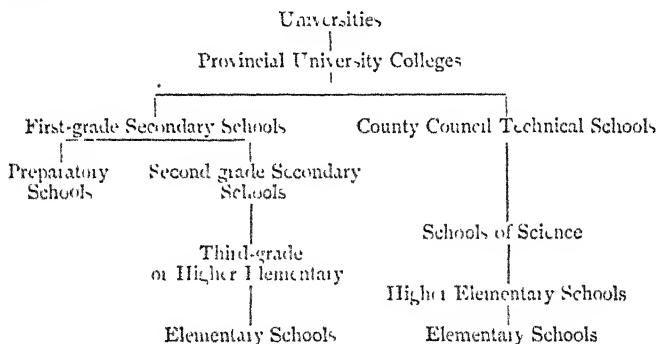 Universities
Provincial University Colleges
First-grade Secondary Schools County Council Technical Schools
Preparatory Schools
Second grade Secondary Schools
Schools of Science
Third-grade
or Higher Elementary
Higher Elementary Schools
Elementary Schools Elementary Schools